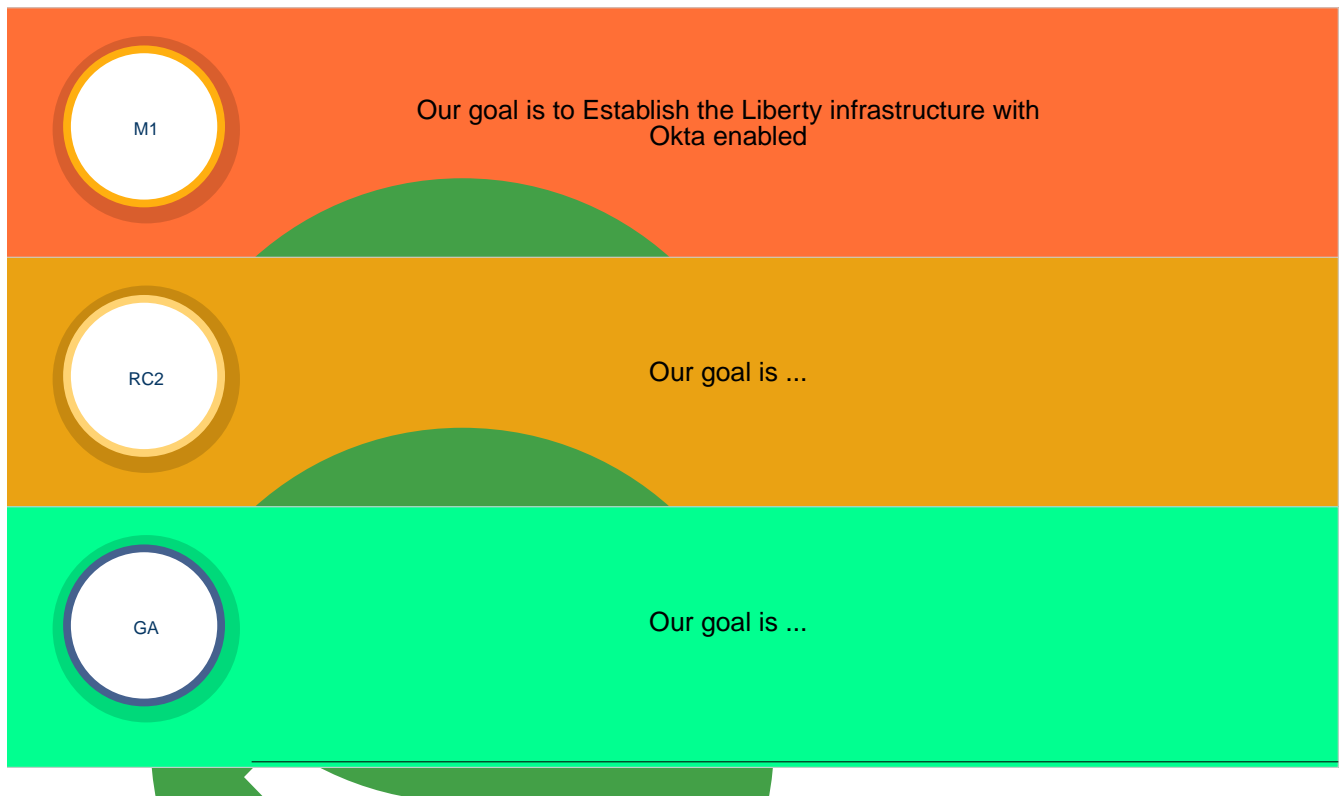 M1
Our goal is to Establish the Liberty infrastructure with
Okta enabled
RC2
Our goal is ...
GA
Our goal is ...